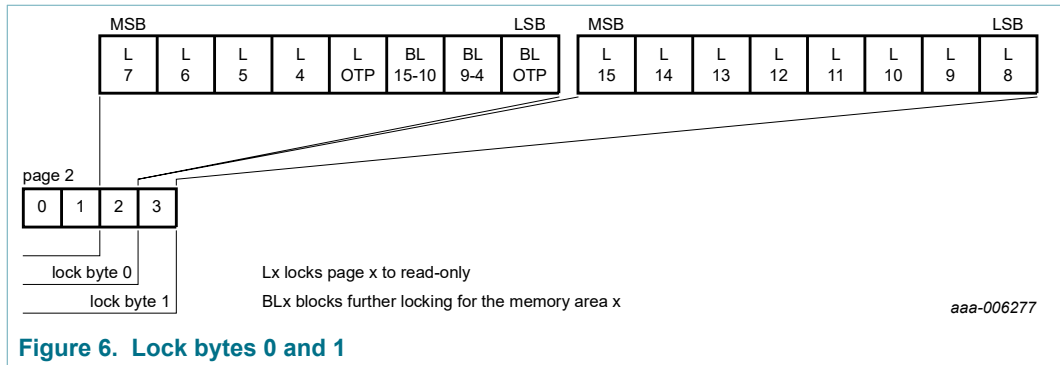 MSB LSB MSB LSB
L L L L L BL BL BL L L L L L L L L
7 6 5 4 OTP 15-10 9-4 OTP 15 14 13 12 11 10 9 8
page 2
0 1 2 3
lock byte 0 Lx locks page x to read-only
lock byte 1 BLx blocks further locking for the memory area x
aaa-006277
Figure 6. Lock bytes 0 and 1